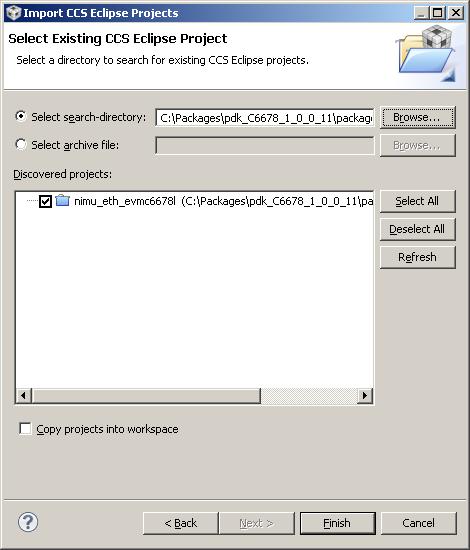 Import CCS Eclipse Projects
Select Existing CCS Eclipse Project
Select a directory to search for existing CCS Eclipse projects.
Select search-directory: C:\Packages\pdk_C6678_1_0_0_11\packag Browse...
Select archive file: Browse...
Discovered projects:
nimu_eth_evmc6678l (C:\Packages\pdk_C6678_1_0_0_11\pa
Select All
Deselect All
Refresh
Copy projects into workspace
? < Back Next > Finish Cancel